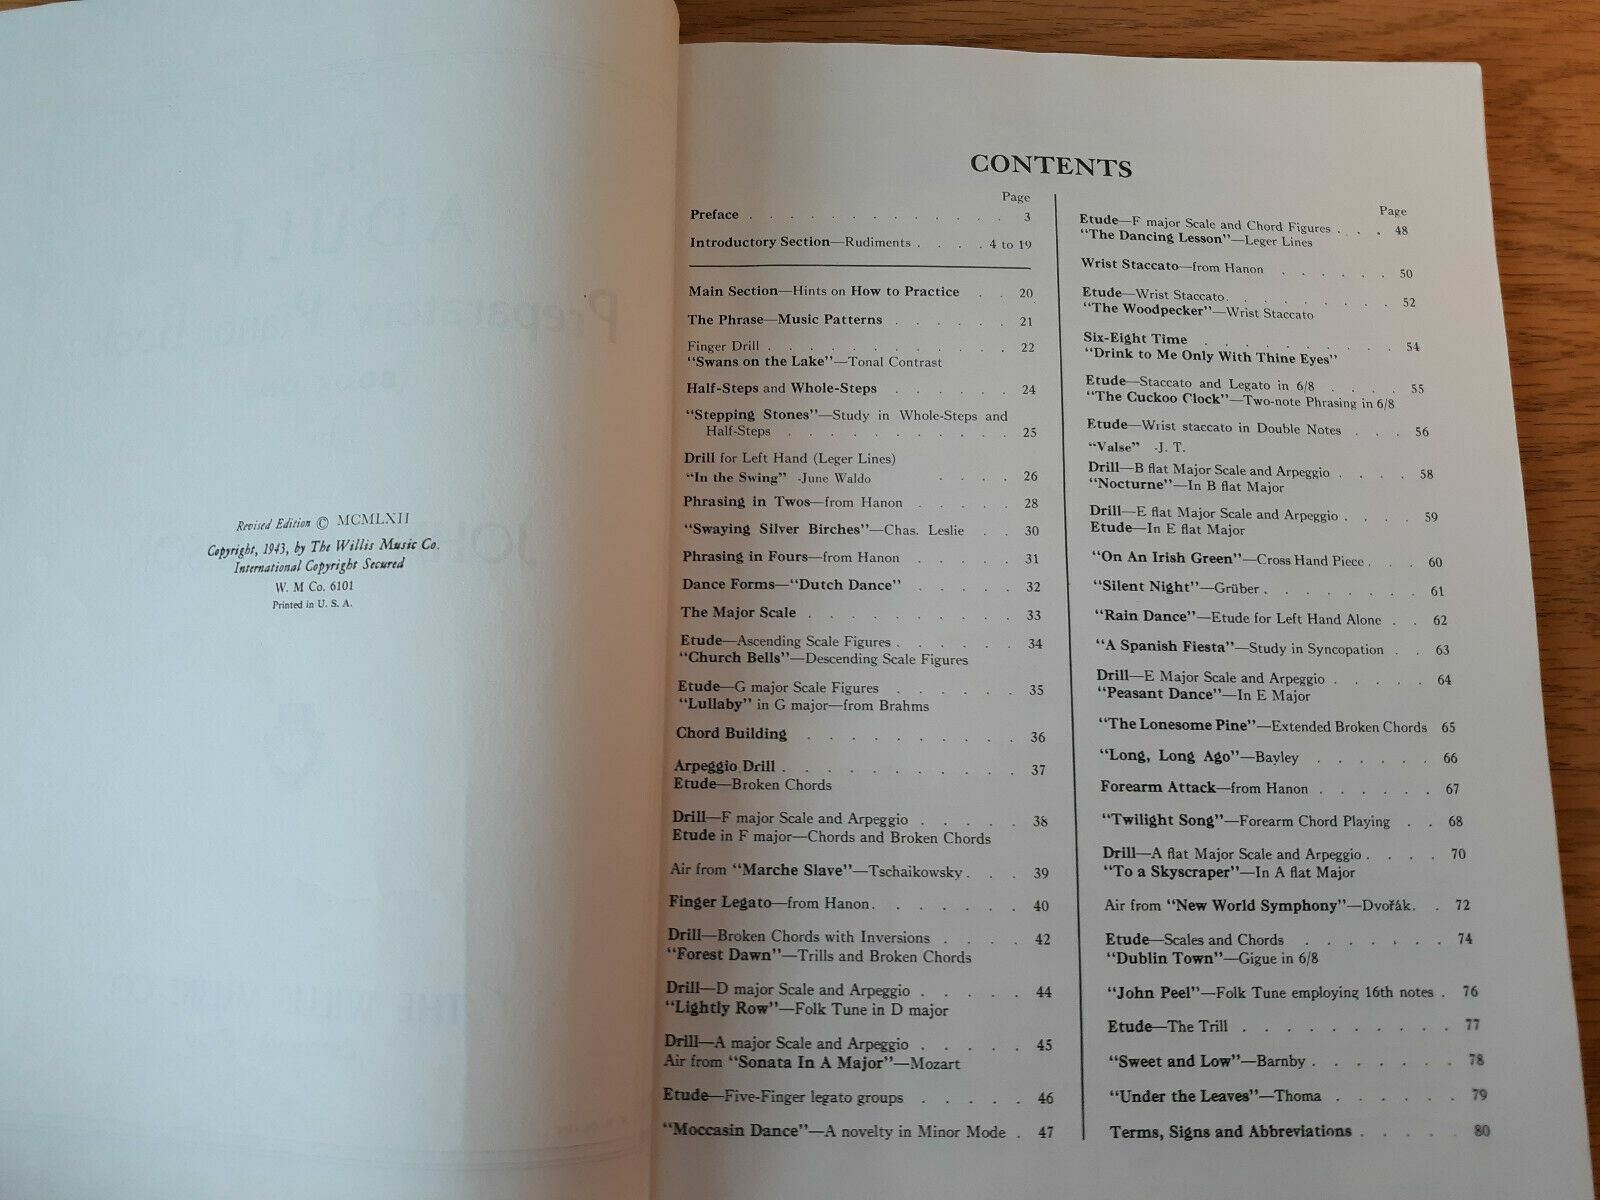 Revised Edition © MCMLXII
Copyright, 1943, by The Willis Music Co.
International Copyright Secured
W. M Co. 6101
Printed in U. S. A.
CONTENTS
Page
Preface . . . . . . . . . . . . . 3
Introductory Section—Rudiments . . . . 4 to 19
Main Section—Hints on How to Practice . . 20
The Phrase—Music Patterns . . . . . . 21
Finger Drill . . . . . . . . . . . . 22
"Swans on the Lake"—Tonal Contrast
Half-Steps and Whole-Steps . . . . . . 24
"Stepping Stones"—Study in Whole-Steps and
Half-Steps . . . . . . . . . . . 25
Drill for Left Hand (Leger Lines)
"In the Swing" -June Waldo . . . . 26
Phrasing in Twos—from Hanon . . . . . 28
"Swaying Silver Birches"—Chas. Leslie . . 30
Phrasing in Fours—from Hanon . . . . . 31
Dance Forms—"Dutch Dance" . . . . . 32
The Major Scale . . . . . . . . . . 33
Etude—Ascending Scale Figures . . . . . . 34
"Church Bells"—Descending Scale Figures
Etude—G major Scale Figures . . . . . . 35
"Lullaby" in G major—from Brahms
Chord Building . . . . . . . . . . 36
Arpeggio Drill . . . . . . . . . . . 37
Etude—Broken Chords
Drill—F major Scale and Arpeggio . . . . . 38
Etude in F major—Chords and Broken Chords
Air from "Marche Slave"—Tschaikowsky . . . 39
Finger Legato—from Hanon . . . . . . . 40
Drill—Broken Chords with Inversions . . . . 42
"Forest Dawn"—Trills and Broken Chords
Drill—D major Scale and Arpeggio . . . . . 44
"Lightly Row"—Folk Tune in D major
Drill—A major Scale and Arpeggio . . . . . 45
Air from "Sonata In A Major"—Mozart
Etude—Five-Finger legato groups . . . . . 46
"Moccasin Dance"—A novelty in Minor Mode . 47
Page
Etude—F major Scale and Chord Figures . . . 48
"The Dancing Lesson"—Leger Lines
Wrist Staccato—from Hanon . . . . . . 50
Etude—Wrist Staccato . . . . . . . . 52
"The Woodpecker"—Wrist Staccato
Six-Eight Time . . . . . . . . . . 54
"Drink to Me Only With Thine Eyes"
Etude—Staccato and Legato in 6/8 . . . . 55
"The Cuckoo Clock"—Two-note Phrasing in 6/8
Etude—Wrist staccato in Double Notes . . . 56
"Valse" -J. T.
Drill—B flat Major Scale and Arpeggio . . . . 58
"Nocturne"—In B flat Major
Drill—E flat Major Scale and Arpeggio . . . . 59
Etude—In E flat Major
"On An Irish Green"—Cross Hand Piece . . . 60
"Silent Night"—Grüber . . . . . . . . 61
"Rain Dance"—Etude for Left Hand Alone . . 62
"A Spanish Fiesta"—Study in Syncopation . . 63
Drill—E Major Scale and Arpeggio . . . . . 64
"Peasant Dance"—In E Major
"The Lonesome Pine"—Extended Broken Chords 65
"Long, Long Ago"—Bayley . . . . . . 66
Forearm Attack—from Hanon . . . . . . 67
"Twilight Song"—Forearm Chord Playing . . 68
Drill—A flat Major Scale and Arpeggio . . . . 70
"To a Skyscraper"—In A flat Major
Air from "New World Symphony"—Dvořák . . 72
Etude—Scales and Chords . . . . . . . 74
"Dublin Town"—Gigue in 6/8
"John Peel"—Folk Tune employing 16th notes . 76
Etude—The Trill . . . . . . . . . . 77
"Sweet and Low"—Barnby . . . . . . . 78
"Under the Leaves"—Thoma . . . . . . 79
Terms, Signs and Abbreviations . . . . . 80